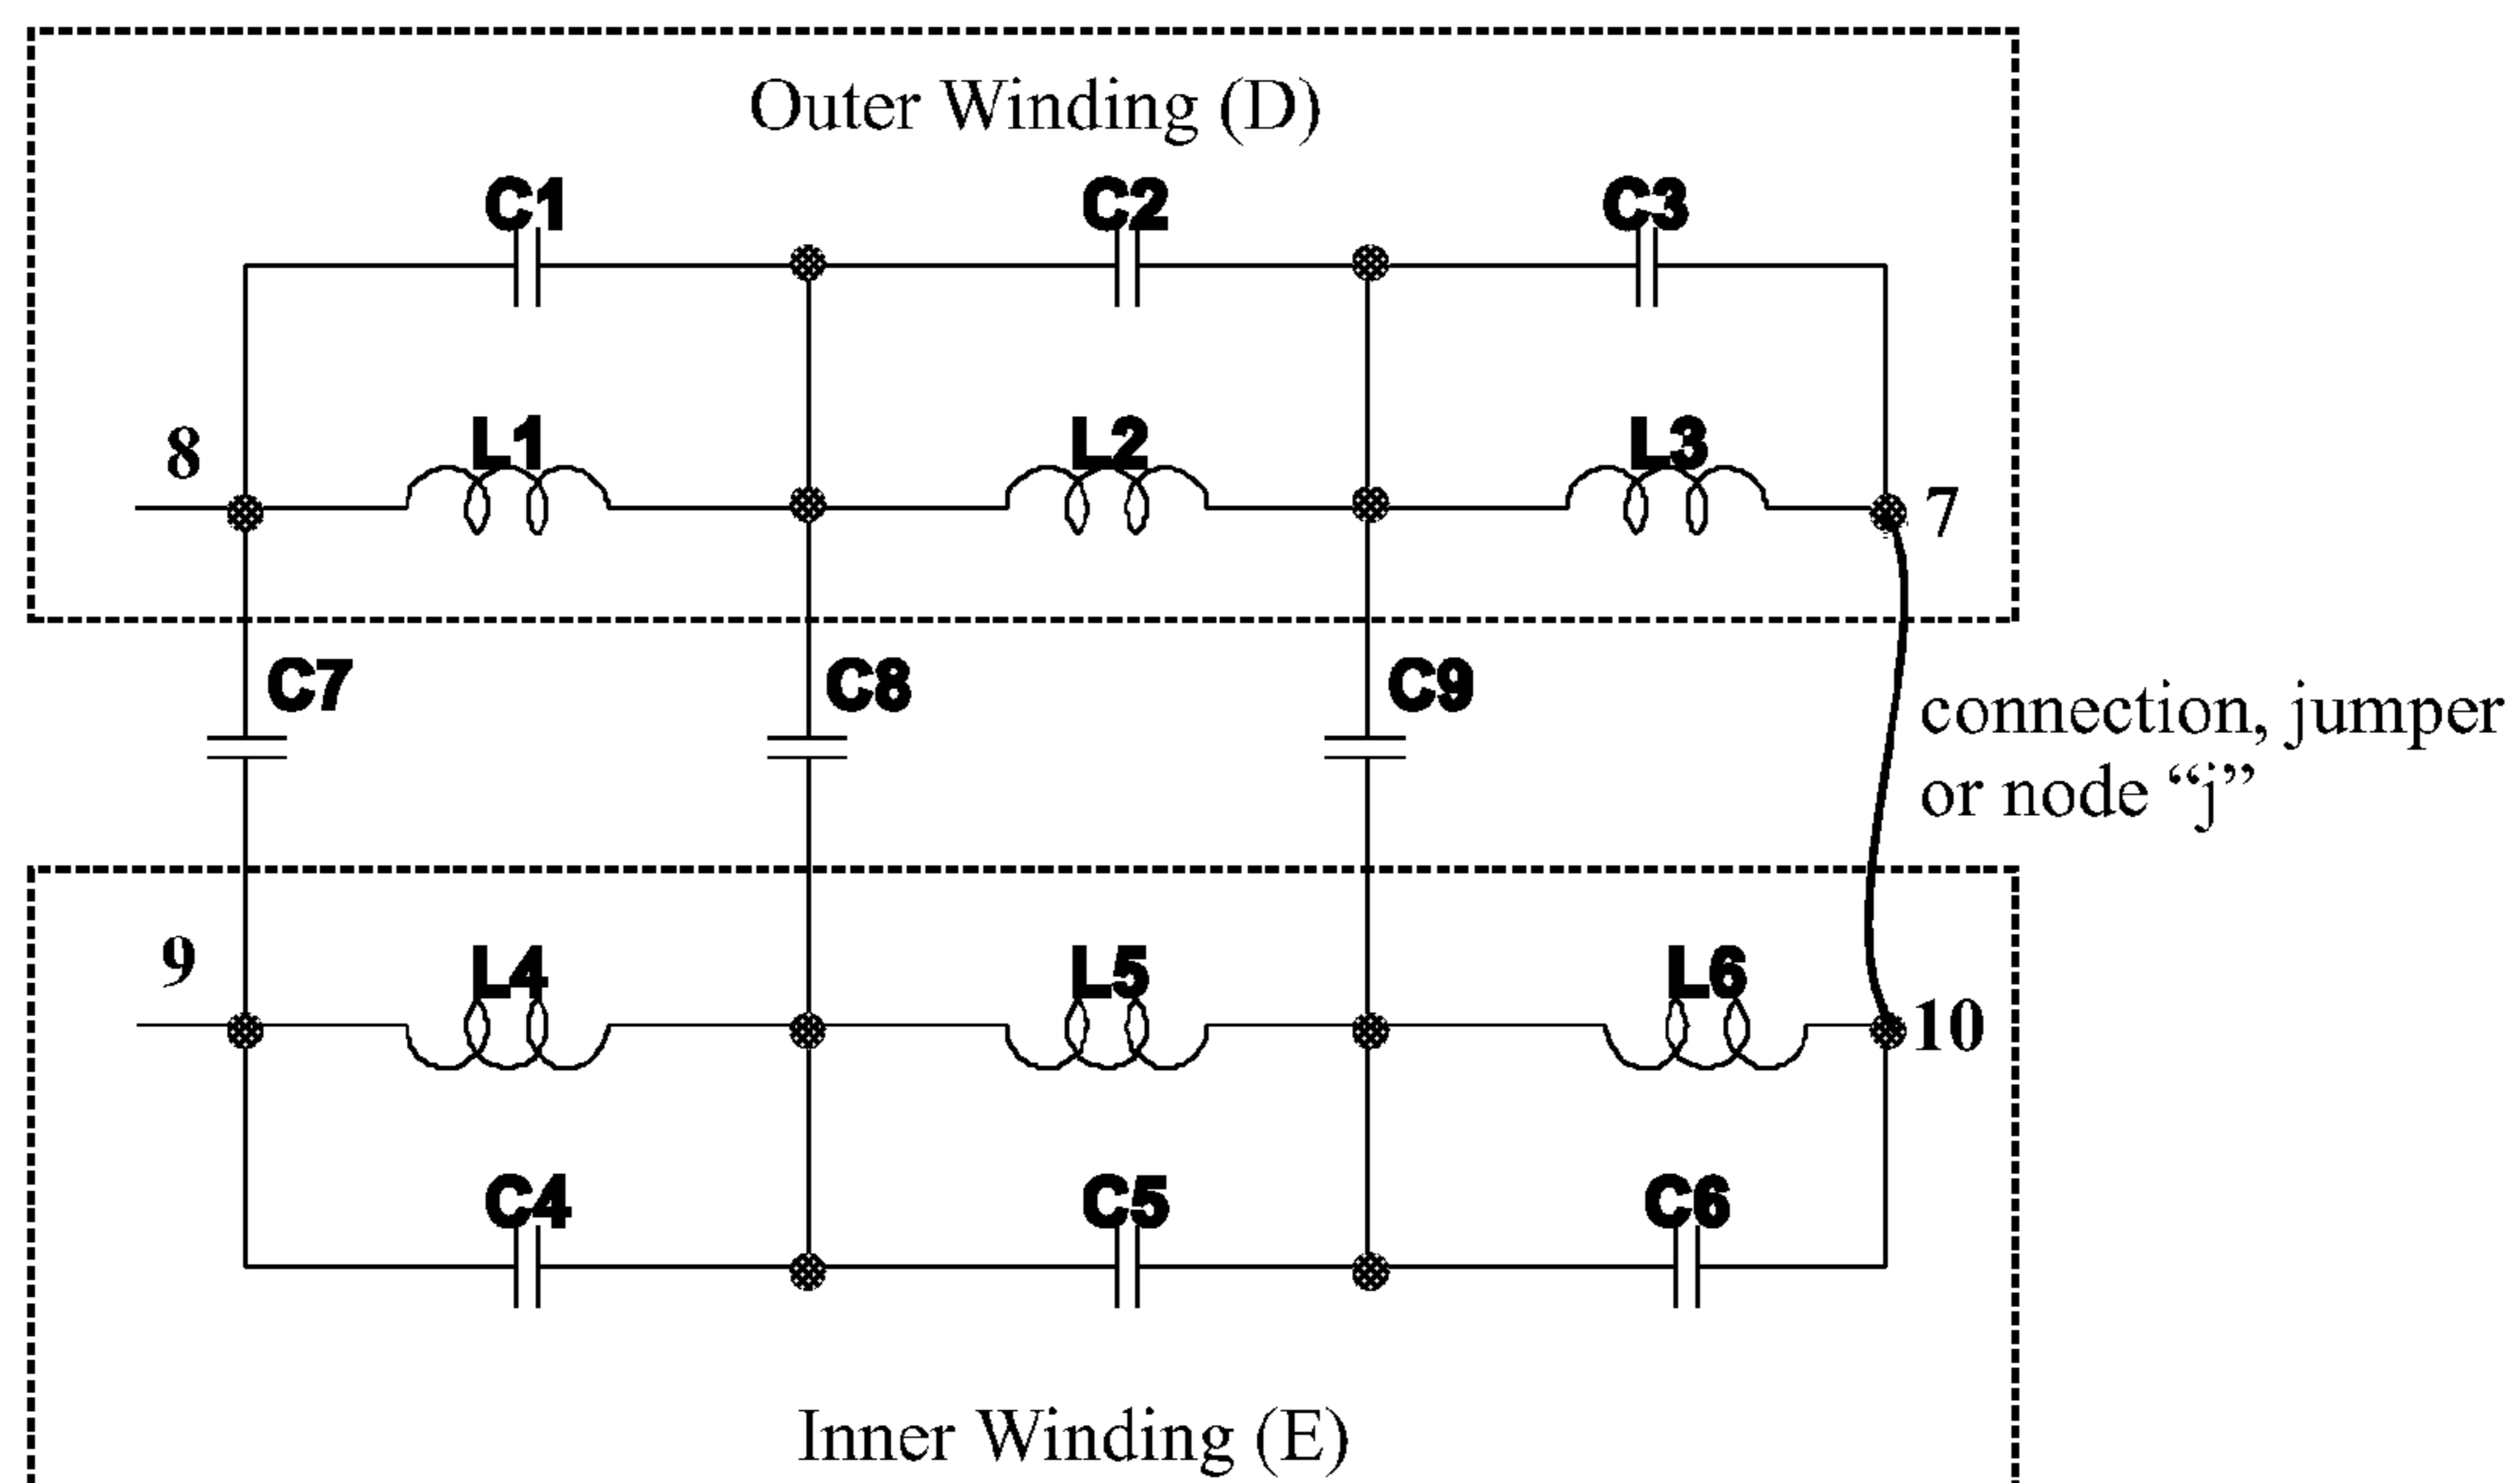 Outer Winding (D)
C1
C2
C3
8
L1
L2
L3
7
C7
C8
C9
connection, jumper
or node “j”
9
L4
L5
L6
10
C4
C5
C6
Inner Winding (E)